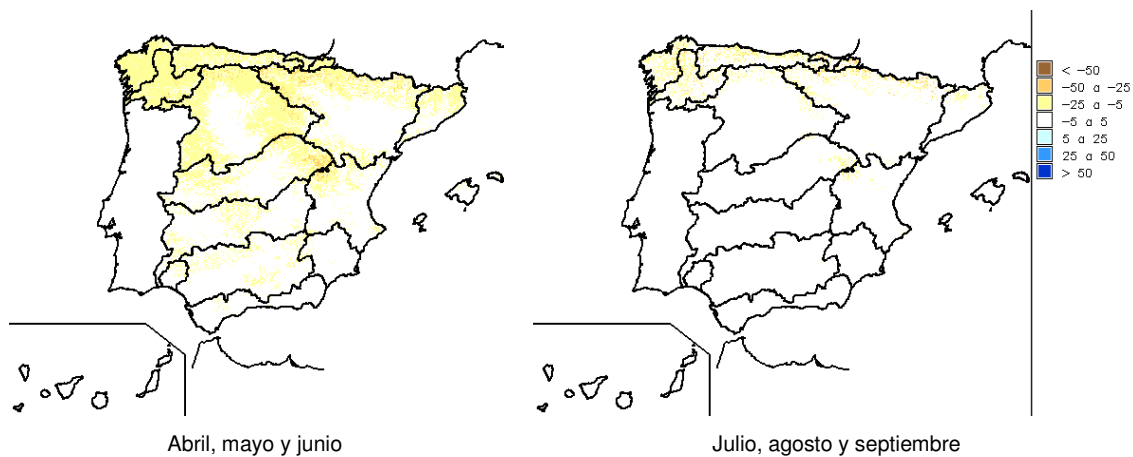 < −50
−50 a −25
−25 a −5
−5 a 5
5 a 25
25 a 50
> 50
Abril, mayo y junio
Julio, agosto y septiembre